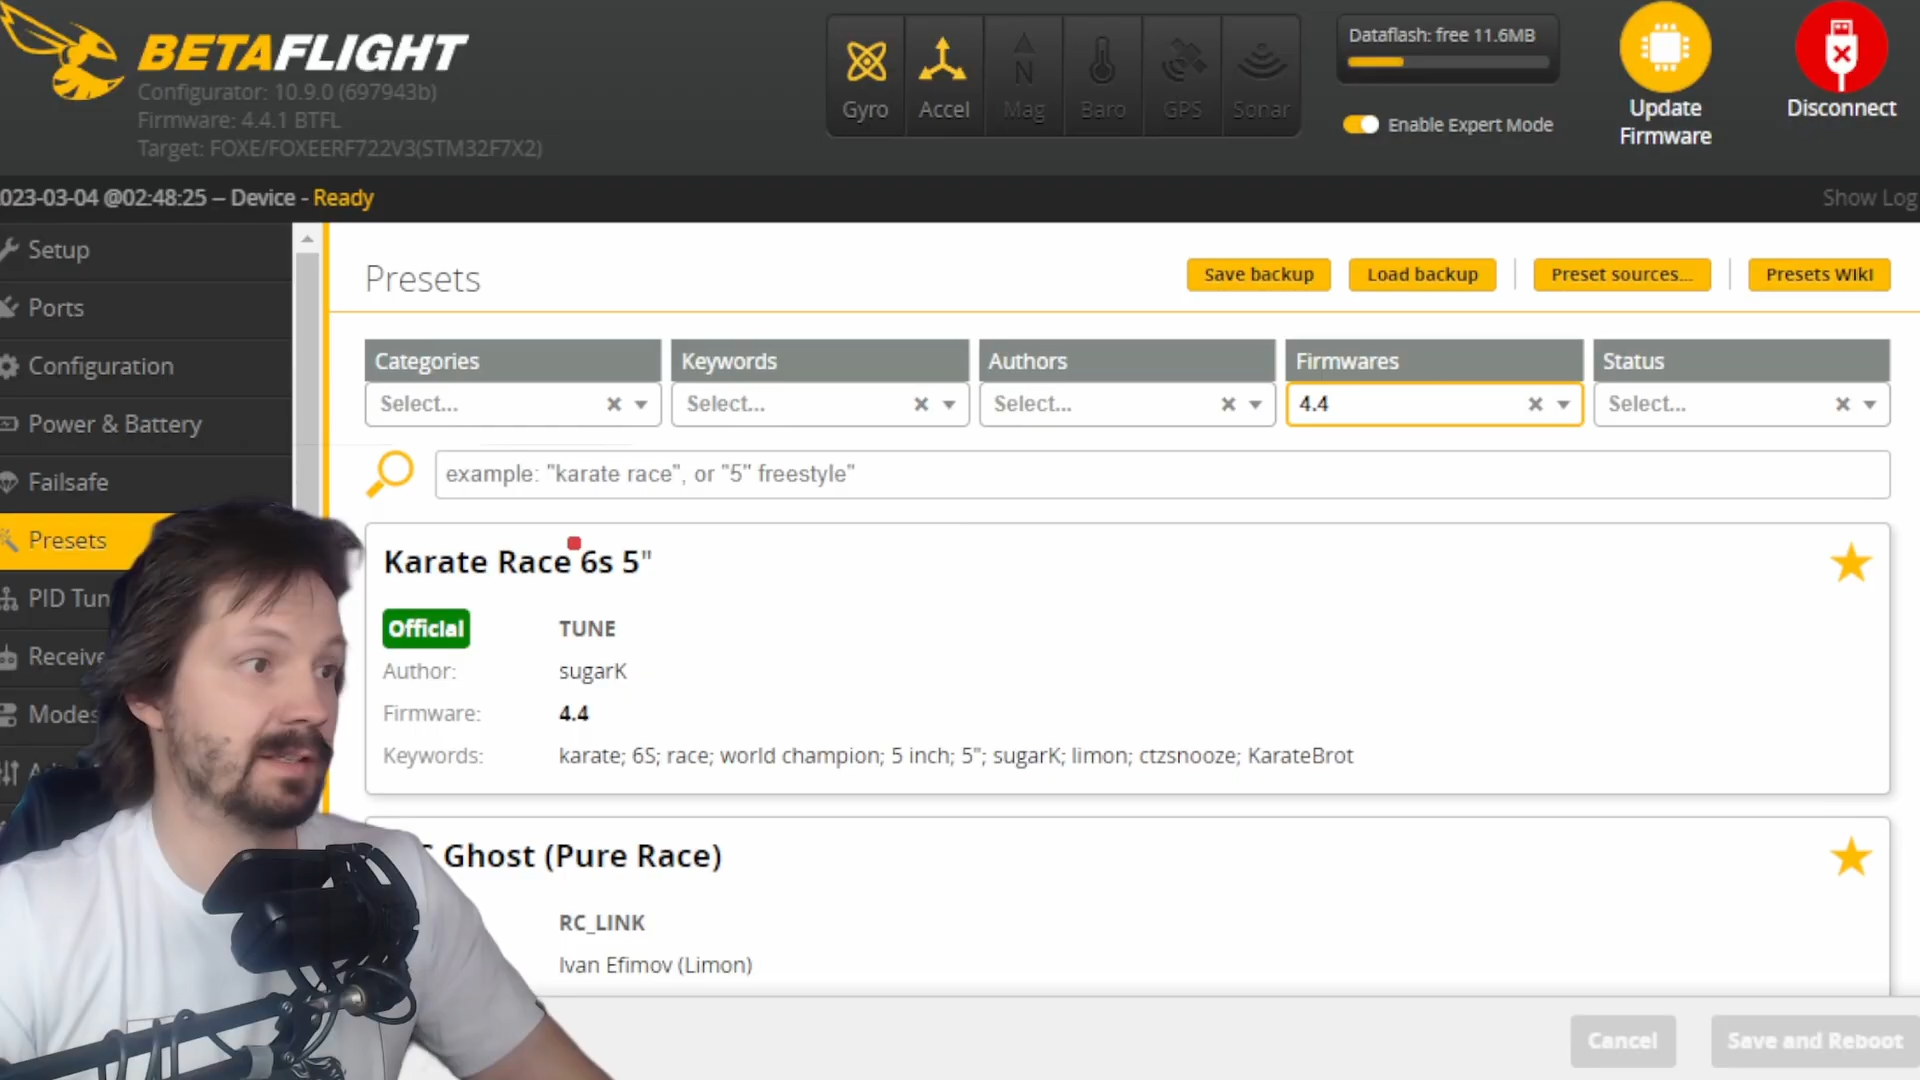 BETAFLIGHT
Configurator: 10.9.0 (697943b)
Firmware: 4.4.1 BTFL
Target: FOXE/FOXEERF722V3(STM32F7X2)
Gyro
Accel
Mag
Baro
GPS
Sonar
Dataflash: free 11.6MB
Enable Expert Mode
Update
Firmware
Disconnect
023-03-04 @02:48:25 – Device - Ready
Show Log
Setup
Ports
Configuration
Power & Battery
Failsafe
Presets
PID Tun
Receive
Modes
Presets
Save backup
Load backup
Preset sources...
Presets Wiki
Categories
Keywords
Authors
Firmwares
Status
Select...
Select...
Select...
4.4
Select...
example: "karate race", or "5" freestyle"
Karate Race 6s 5"
Official
TUNE
Author:
sugarK
Firmware:
4.4
Keywords:
karate; 6S; race; world champion; 5 inch; 5"; sugarK; limon; ctzsnooze; KarateBrot
Ghost (Pure Race)
RC_LINK
Ivan Efimov (Limon)
Cancel
Save and Reboot